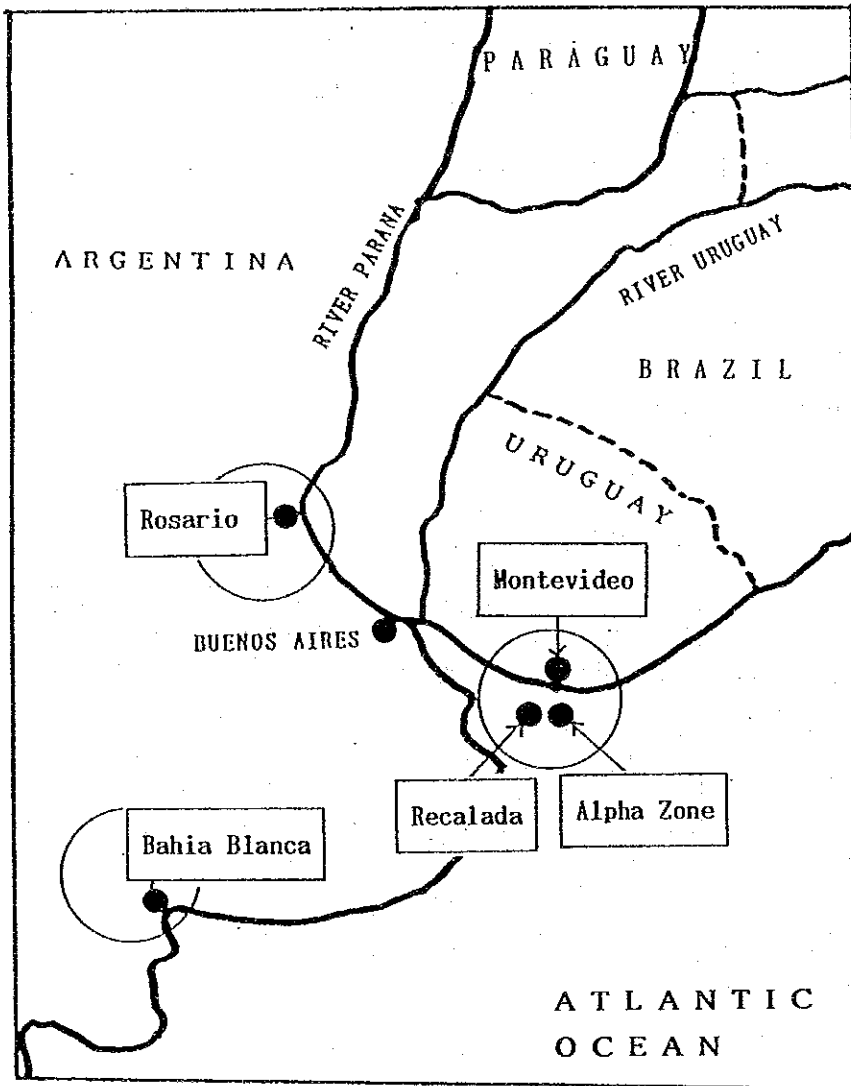 PARAGUAY
ARGENTINA
RIVER PARANA
RIVER URUGUAY
BRAZIL
URUGUAY
Rosario
Montevideo
BUENOS AIRES
Recalada
Alpha Zone
Bahia Blanca
ATLANTIC
OCEAN